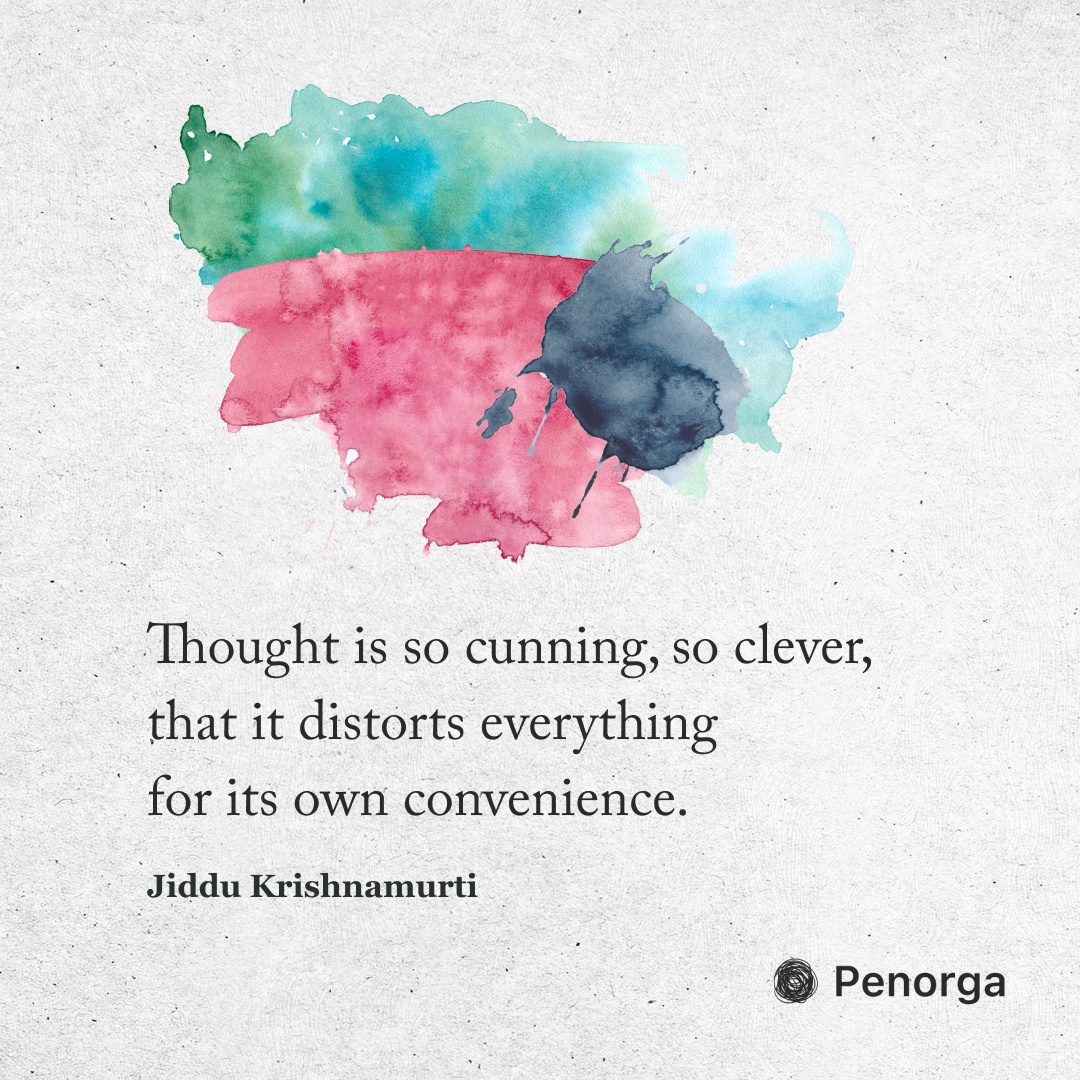 Thought is so cunning, so clever,
that it distorts everything
for its own convenience.
Jiddu Krishnamurti
Penorga